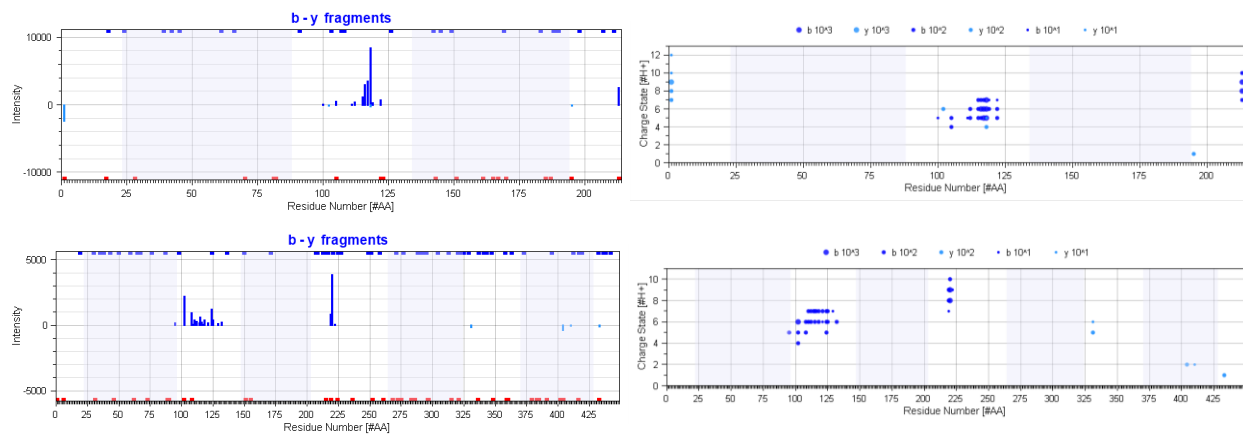 b - y fragments
10000
0
-10000
Intensity
0 25 50 75 100 125 150 175 200
Residue Number [#AA]
b 10^3 y 10^3 b 10^2 y 10^2 b 10^1 y 10^1
12
10
8
6
4
2
0
Charge State [#H+]
0 25 50 75 100 125 150 175 200
Residue Number [#AA]
b - y fragments
5000
0
-5000
Intensity
0 25 50 75 100 125 150 175 200 225 250 275 300 325 350 375 400 425
Residue Number [#AA]
b 10^3 b 10^2 y 10^2 b 10^1 y 10^1
10
8
6
4
2
0
Charge State [#H+]
0 25 50 75 100 125 150 175 200 225 250 275 300 325 350 375 400 425
Residue Number [#AA]